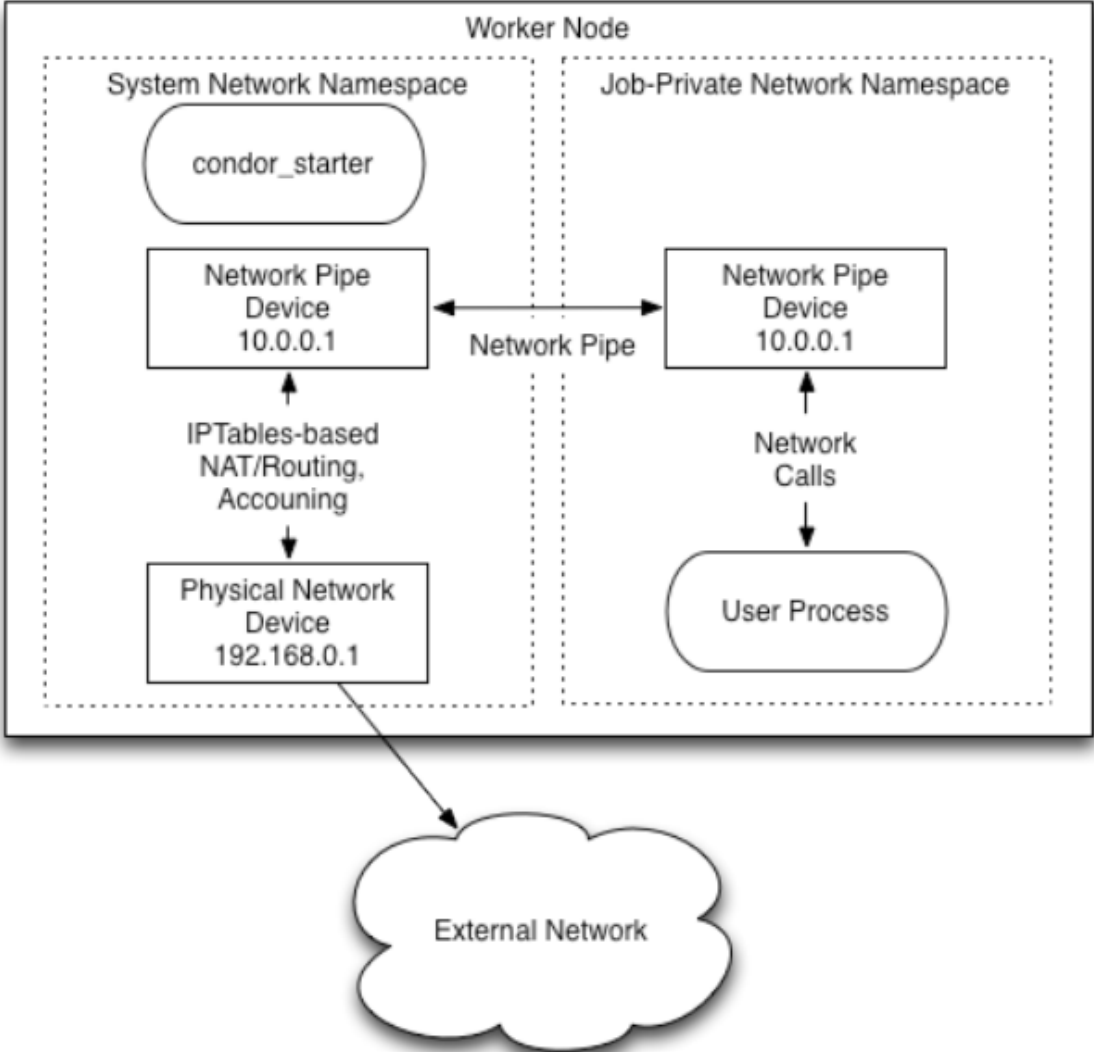 Worker Node
System Network Namespace
Job-Private Network Namespace
condor_starter
Network Pipe
Device
10.0.0.1
Network Pipe
Network Pipe
Device
10.0.0.1
IPTables-based
NAT/Routing,
Accouning
Network
Calls
Physical Network
Device
192.168.0.1
User Process
External Network